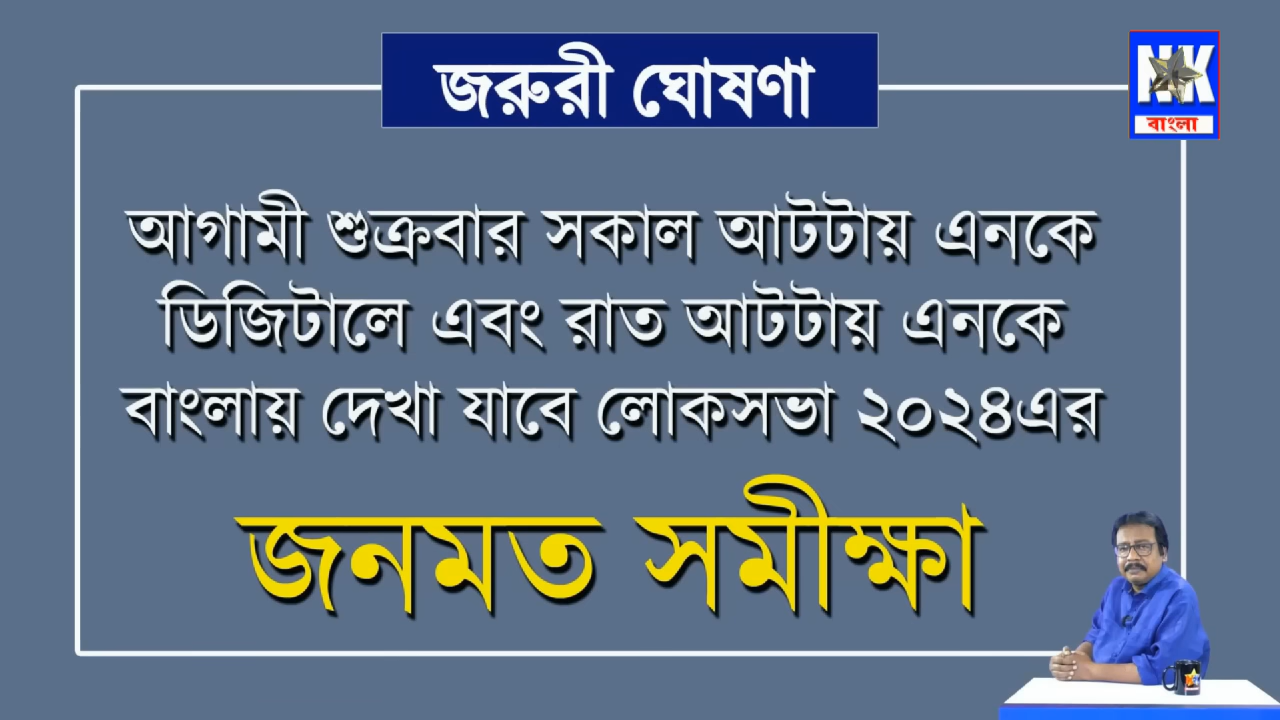 জরুরী ঘোষণা
NK
বাংলা
আগামী শুক্রবার সকাল আটটায় এনকে
ডিজিটালে এবং রাত আটটায় এনকে
বাংলায় দেখা যাবে লোকসভা ২০২৪এর
জনমত সমীক্ষা